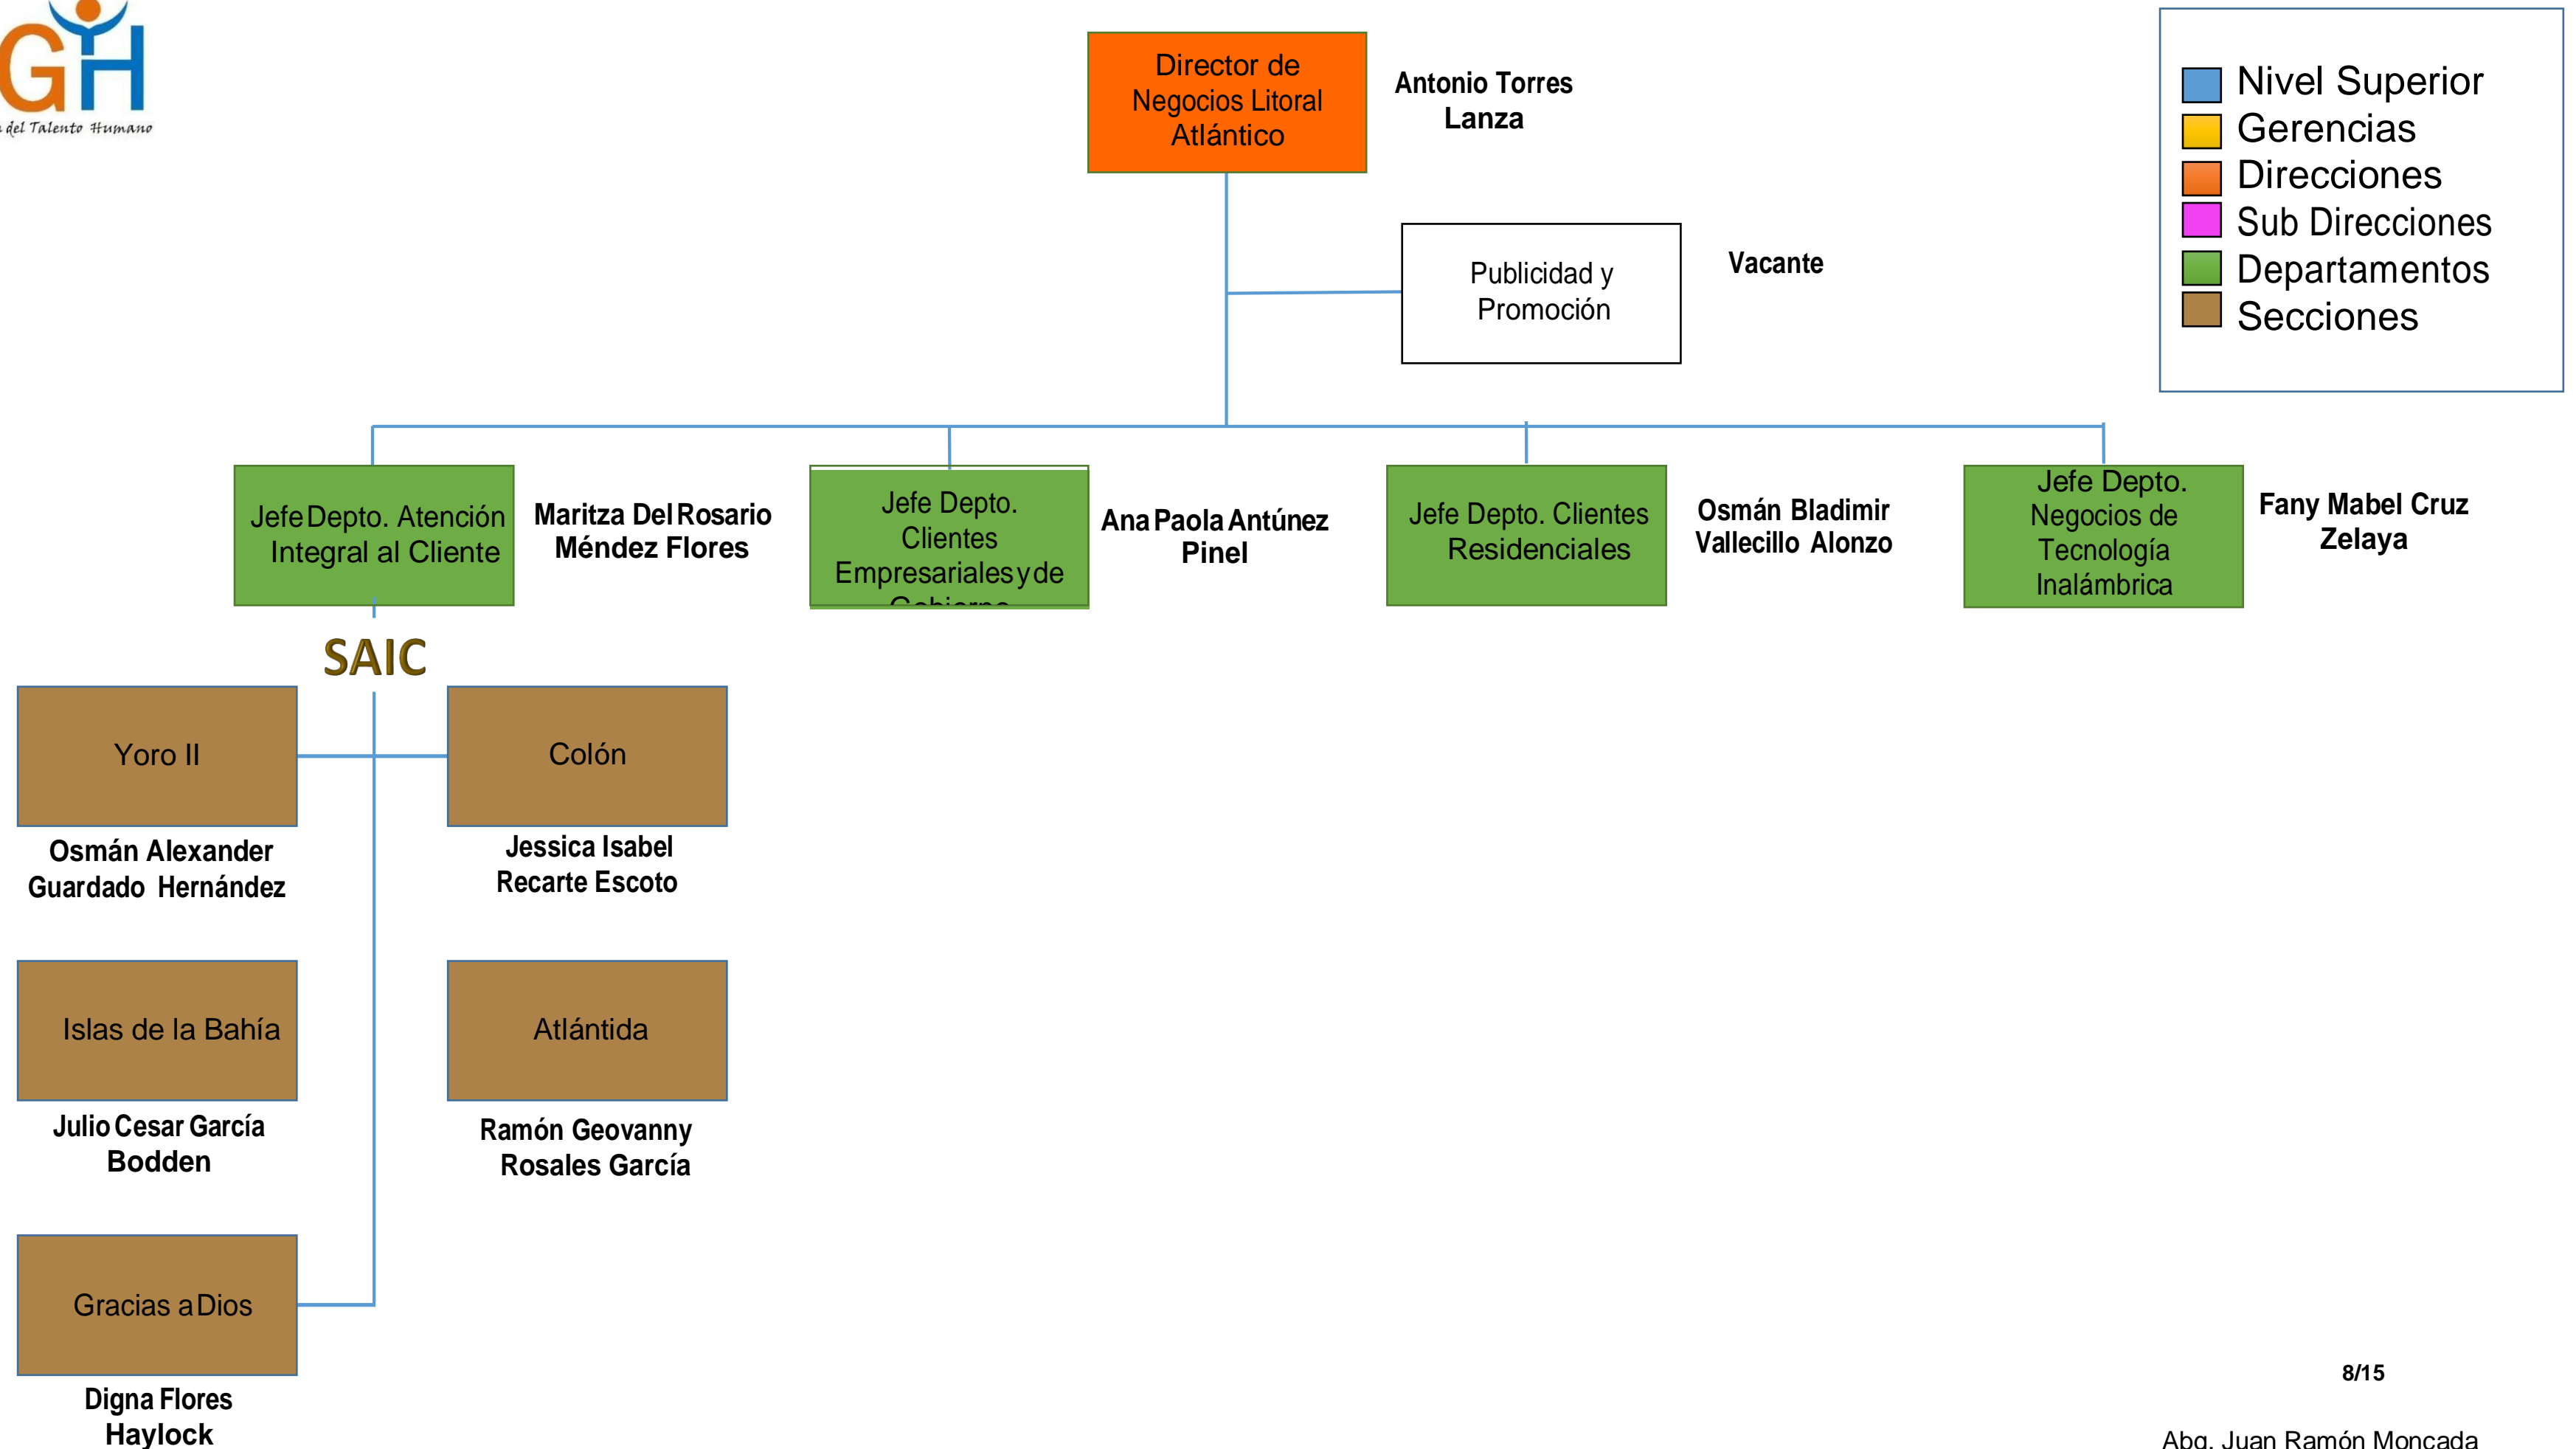 GH
del Talento Humano
Director de
Negocios Litoral
Atlántico
Antonio Torres
Lanza
Nivel Superior
Gerencias
Direcciones
Sub Direcciones
Departamentos
Secciones
Publicidad y
Promoción
Vacante
Jefe Depto. Atención
Integral al Cliente
Maritza Del Rosario
Méndez Flores
Jefe Depto.
Clientes
Empresariales y de
Gobierno
Ana Paola Antúnez
Pinel
Jefe Depto. Clientes
Residenciales
Osmán Bladimir
Vallecillo Alonzo
Jefe Depto.
Negocios de
Tecnología
Inalámbrica
Fany Mabel Cruz
Zelaya
SAIC
Yoro II
Osmán Alexander
Guardado Hernández
Colón
Jessica Isabel
Recarte Escoto
Islas de la Bahía
Julio Cesar García
Bodden
Atlántida
Ramón Geovanny
Rosales García
Gracias a Dios
Digna Flores
Haylock
8/15
Abg. Juan Ramón Moncada